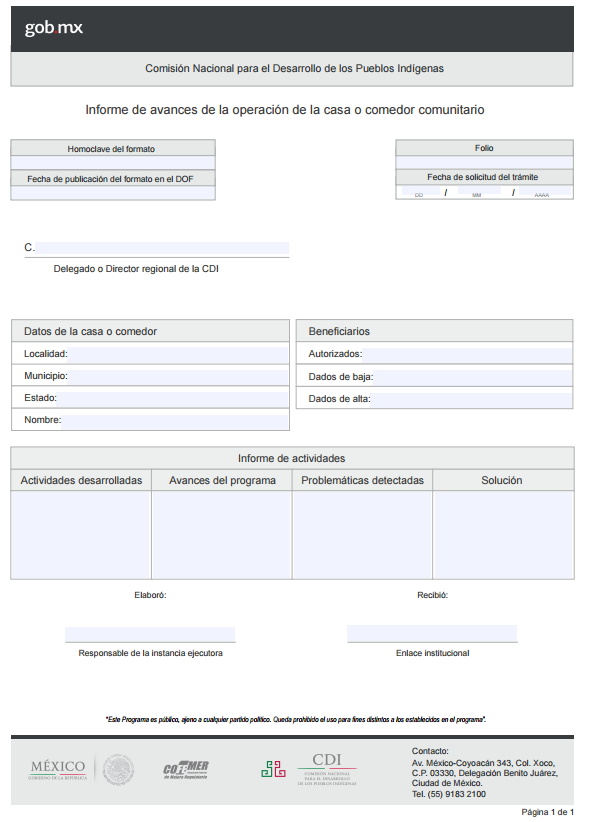 gob.mx
Comisión Nacional para el Desarrollo de los Pueblos Indígenas
Informe de avances de la operación de la casa o comedor comunitario
Homoclave del formato
Fecha de publicación del formato en el DOF
Folio
Fecha de solicitud del trámite
DD / MM / AAAA
C.
Delegado o Director regional de la CDI
Datos de la casa o comedor
Localidad:
Municipio:
Estado:
Nombre:
Beneficiarios
Autorizados:
Dados de baja:
Dados de alta:
Informe de actividades
Actividades desarrolladas Avances del programa Problemáticas detectadas Solución
Elaboró: Recibió:
Responsable de la instancia ejecutora Enlace institucional
"Este Programa es público, ajeno a cualquier partido político. Queda prohibido el uso para fines distintos a los establecidos en el programa".
MÉXICO
GOBIERNO DE LA REPÚBLICA
COFEMER
CDI
COMISIÓN NACIONAL
PARA EL DESARROLLO
DE LOS PUEBLOS INDÍGENAS
Contacto:
Av. México-Coyoacán 343, Col. Xoco,
C.P. 03330, Delegación Benito Juárez,
Ciudad de México.
Tel. (55) 9183 2100
Página 1 de 1